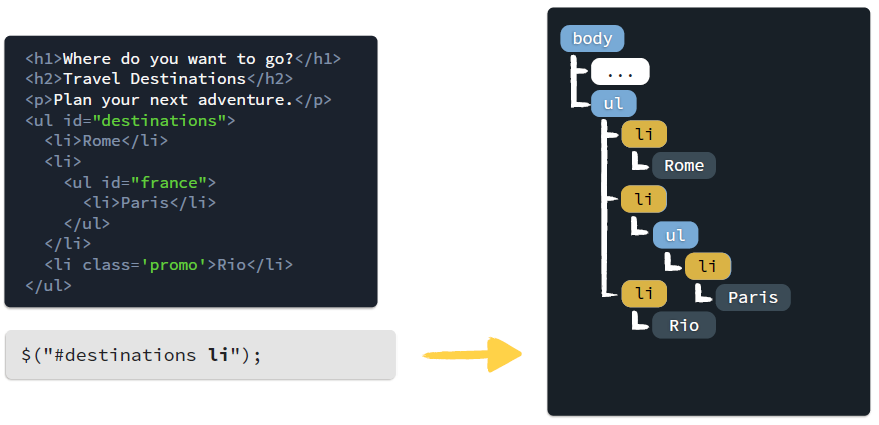 <h1>Where do you want to go?</h1>
<h2>Travel Destinations</h2>
<p>Plan your next adventure.</p>
<ul id="destinations">
  <li>Rome</li>
  <li>
    <ul id="france">
      <li>Paris</li>
    </ul>
  </li>
  <li class='promo'>Rio</li>
</ul>
$("#destinations li");
body
...
ul
li
Rome
li
ul
li
Paris
li
Rio